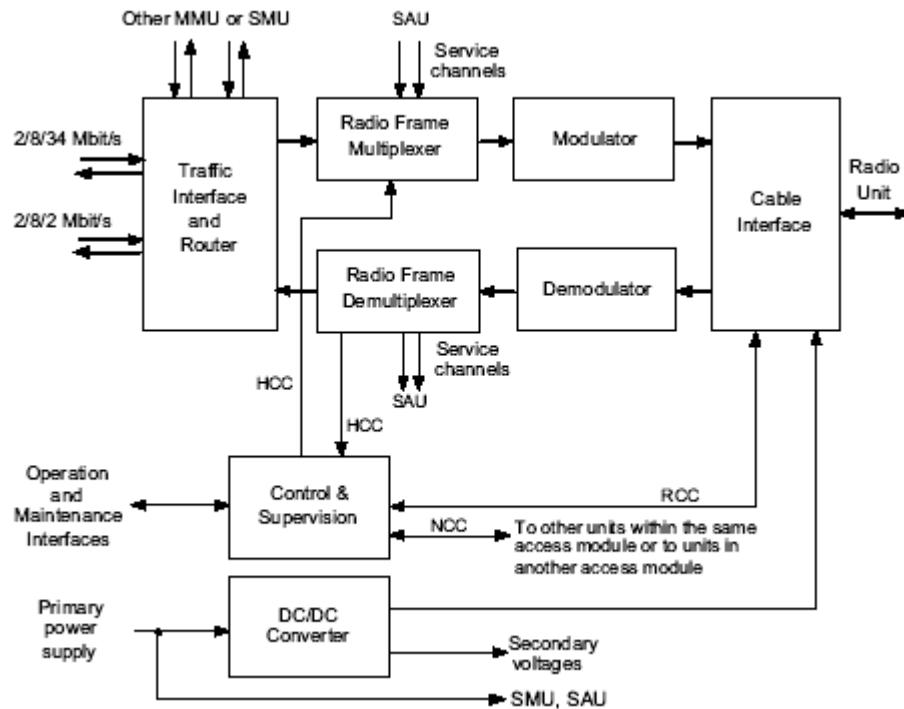 Other MMU or SMU
SAU
Service
channels
2/8/34 Mbit/s
2/8/2 Mbit/s
Traffic
Interface
and
Router
Radio Frame
Multiplexer
Modulator
Cable
Interface
Radio
Unit
Radio Frame
Demultiplexer
Demodulator
Service
channels
SAU
HCC
HCC
Operation
and
Maintenance
Interfaces
Control &
Supervision
RCC
NCC
To other units within the same
access module or to units in
another access module
Primary
power
supply
DC/DC
Converter
Secondary
voltages
SMU, SAU